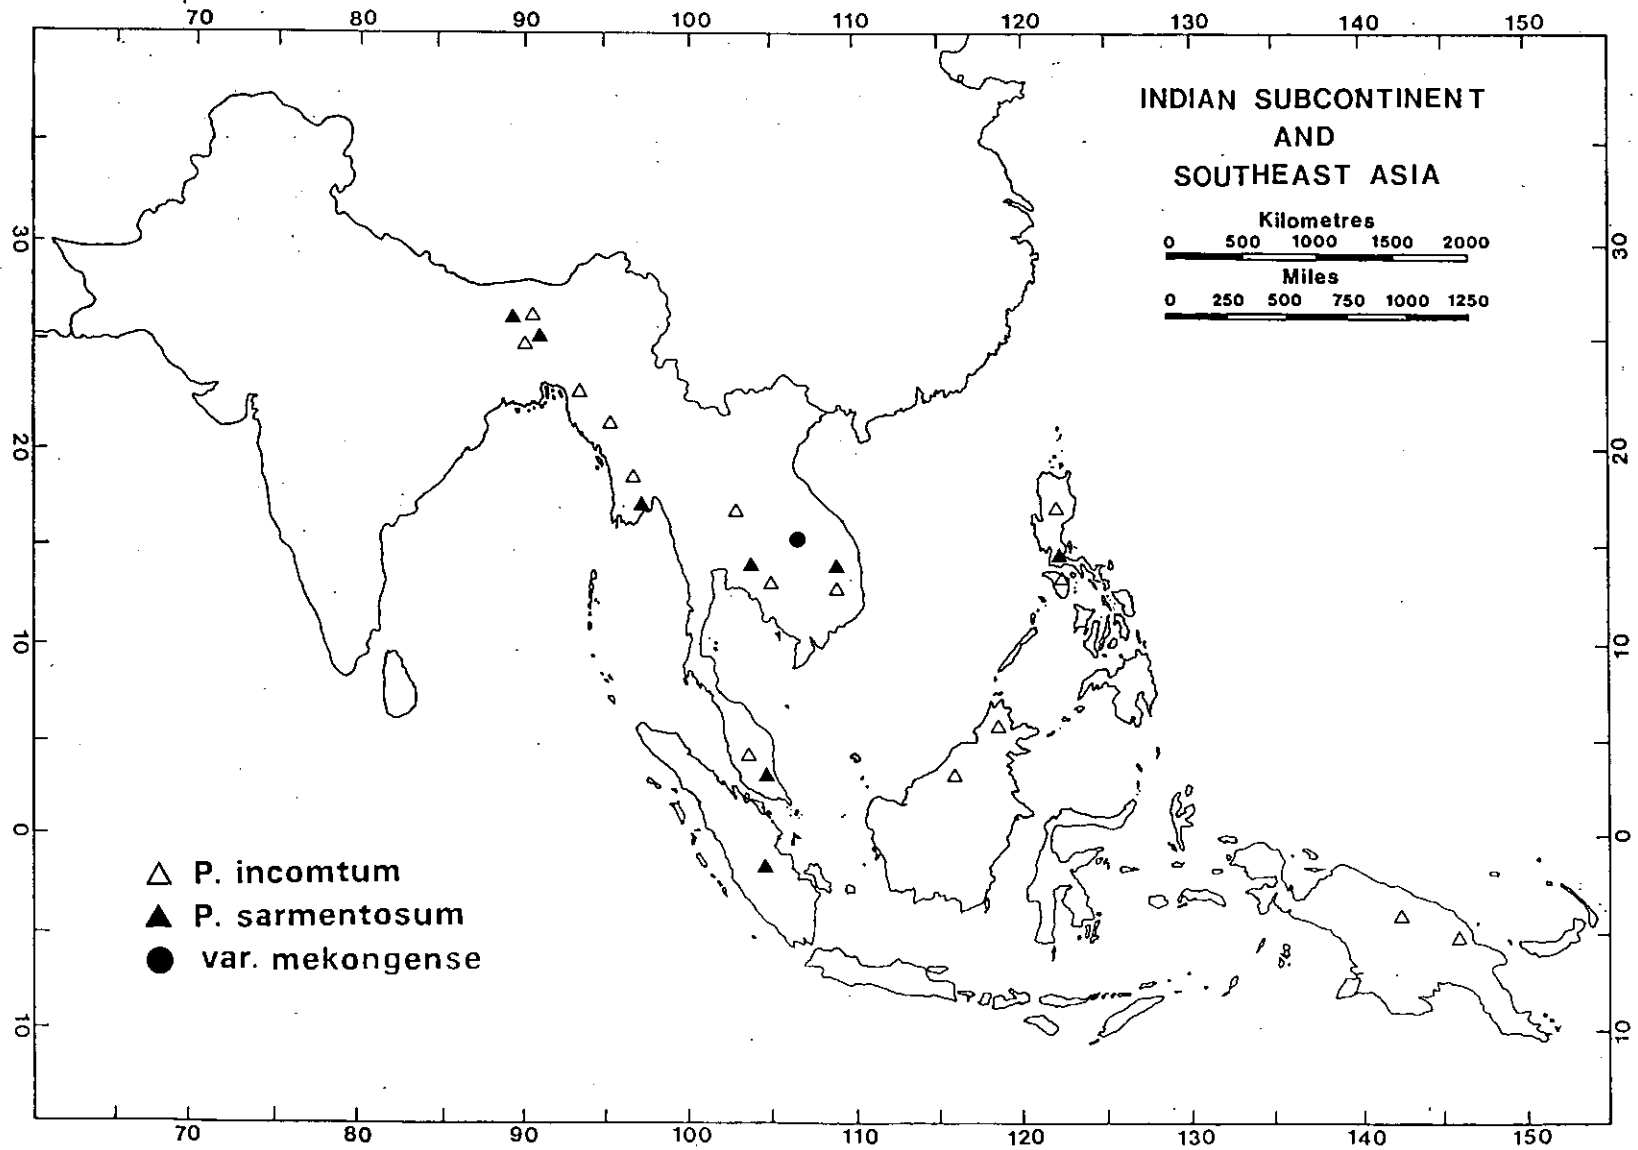 70 80 90 100 110 120 130 140 150
INDIAN SUBCONTINENT
AND
SOUTHEAST ASIA
Kilometres
0 500 1000 1500 2000
Miles
0 250 500 750 1000 1250
30 30
20 20
10 10
0 0
10 10
P. incomtum
P. sarmentosum
var. mekongense
70 80 90 100 110 120 130 140 150